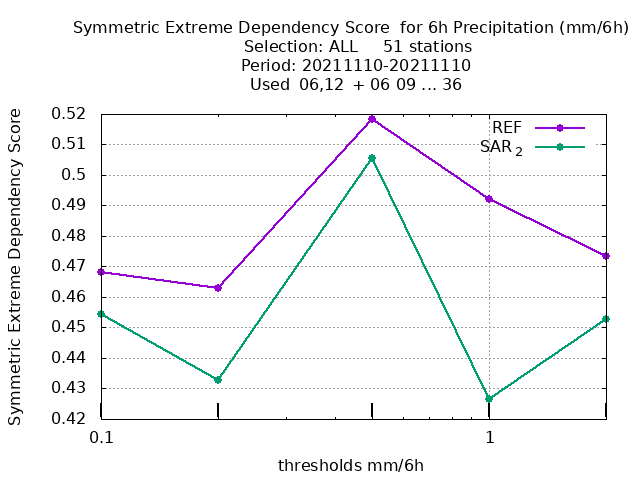 Symmetric Extreme Dependency Score  for 6h Precipitation (mm/6h)
Selection: ALL     51 stations
Period: 20211110-20211110
Used  06,12  + 06 09 ... 36
Symmetric Extreme Dependency Score
0.52
0.51
0.5
0.49
0.48
0.47
0.46
0.45
0.44
0.43
0.42
REF
SAR 2
0.1
1
thresholds mm/6h